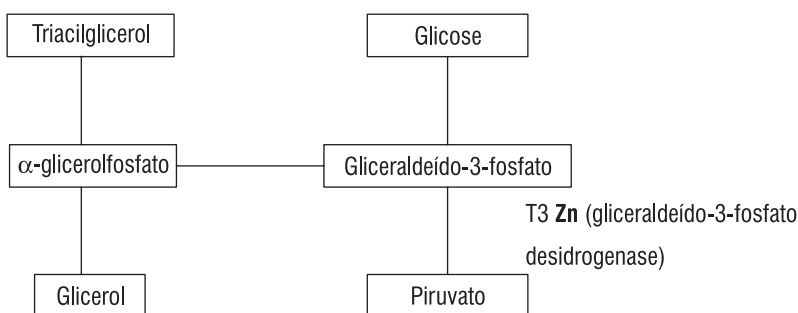 Triacilglicerol
Glicose
α-glicerolfosfato
Gliceraldeído-3-fosfato
T3 Zn (gliceraldeído-3-fosfato
desidrogenase)
Glicerol
Piruvato